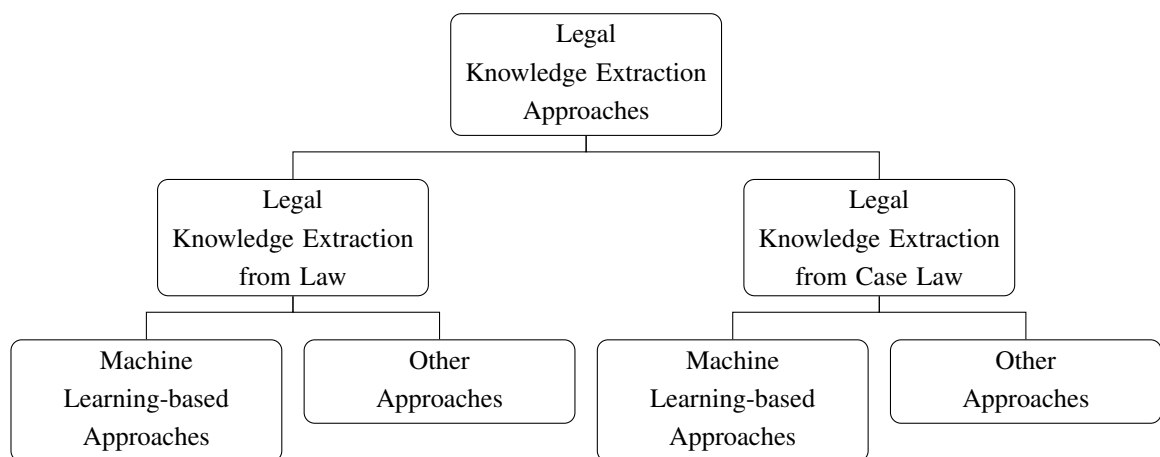 Legal
Knowledge Extraction
Approaches
Legal
Knowledge Extraction
from Law
Legal
Knowledge Extraction
from Case Law
Machine
Learning-based
Approaches
Other
Approaches
Machine
Learning-based
Approaches
Other
Approaches